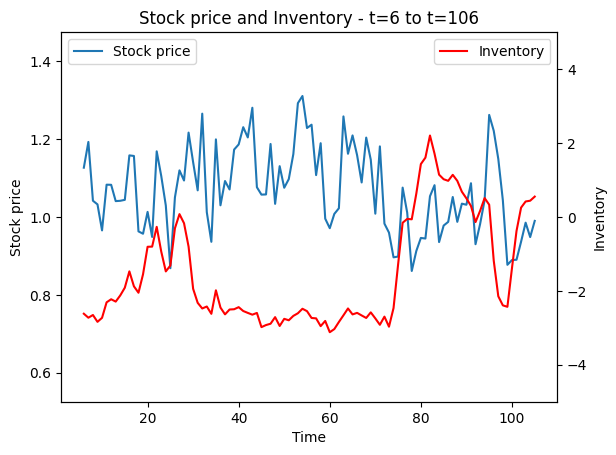 Stock price and Inventory - t=6 to t=106
Stock price
Inventory
1.4
1.2
1.0
0.8
0.6
Stock price
4
2
0
−2
−4
Inventory
20
40
60
80
100
Time